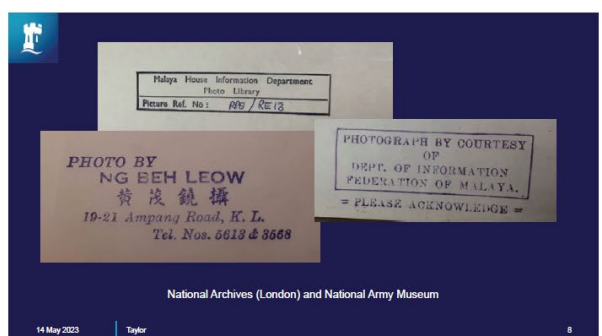 Malaya House Information Department
Photo Library
Picture Ref. No:
PHOTO BY
NG BEH LEOW
黄茂鏡攝
19-21 Ampang Road, K. L.
Tel. Nos. 5613 & 3568
PHOTOGRAPH BY COURTESY
OF
DEPT. OF INFORMATION
FEDERATION OF MALAYA.
= PLEASE ACKNOWLEDGE =
National Archives (London) and National Army Museum
14 May 2023
Taylor
8